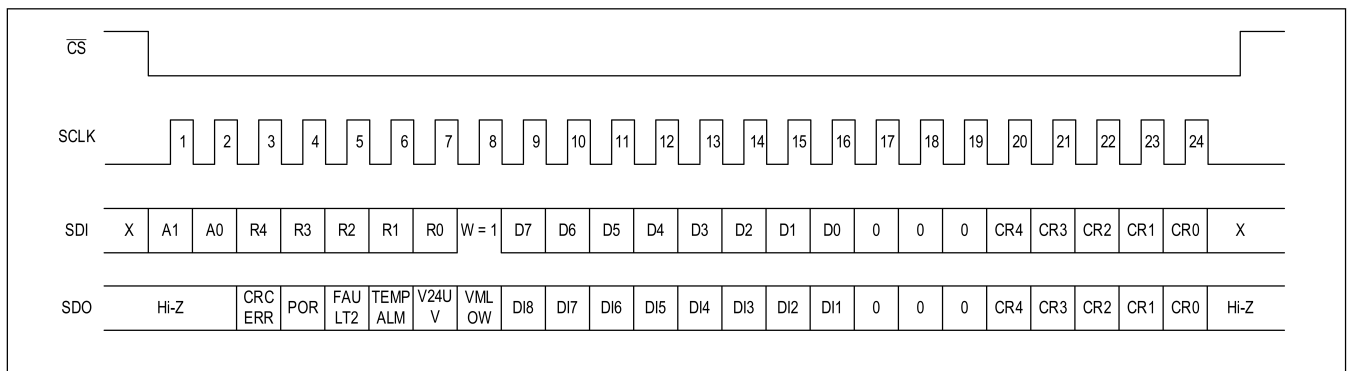 CS
SCLK 1 2 3 4 5 6 7 8 9 10 11 12 13 14 15 16 17 18 19 20 21 22 23 24
SDI X A1 A0 R4 R3 R2 R1 R0 W = 1 D7 D6 D5 D4 D3 D2 D1 D0 0 0 0 CR4 CR3 CR2 CR1 CR0 X
SDO Hi-Z CRC ERR POR FAU LT2 TEMP ALM V24U V VML OW DI8 DI7 DI6 DI5 DI4 DI3 DI2 DI1 0 0 0 CR4 CR3 CR2 CR1 CR0 Hi-Z